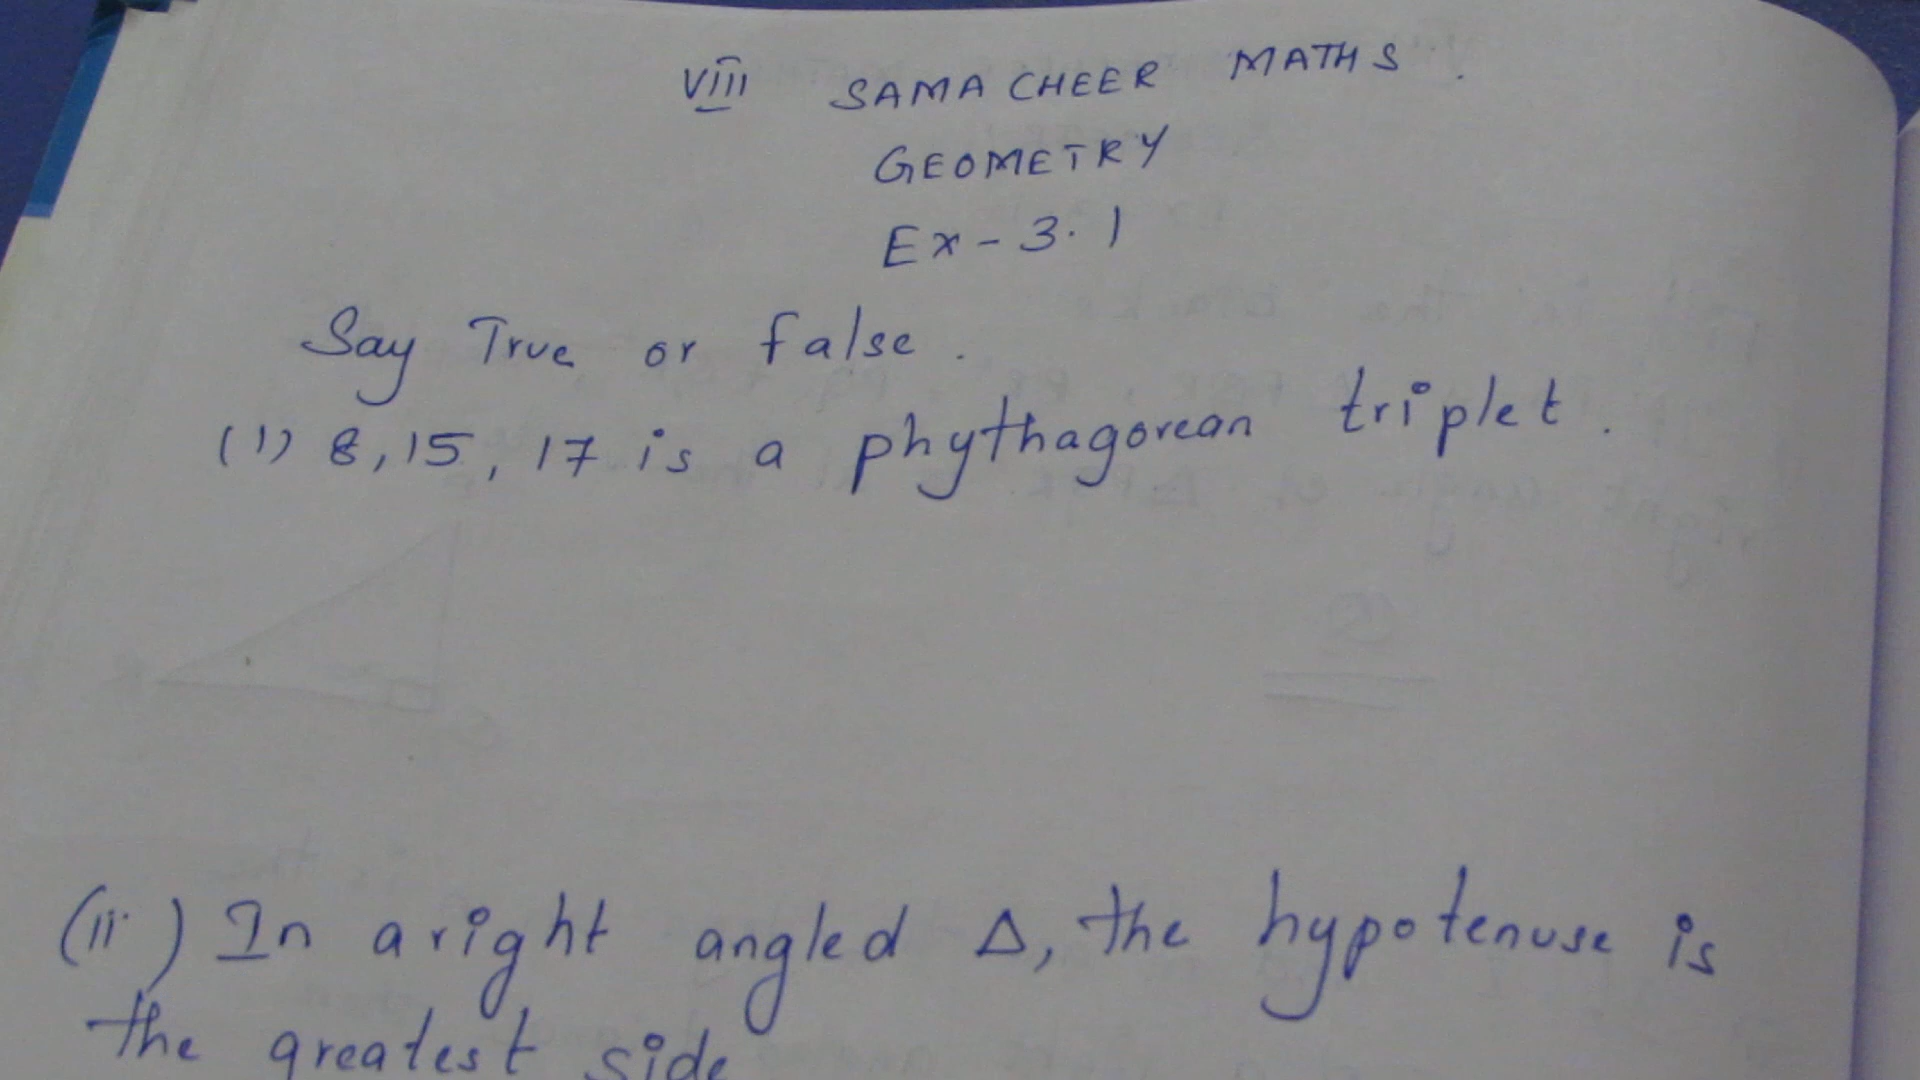 VIII SAMACHEER MATHS.
GEOMETRY
Ex-3.1
Say True or false.
(i) 8, 15, 17 is a phythagorean triplet.
(ii) In a right angled Δ, the hypotenuse is
the greatest side